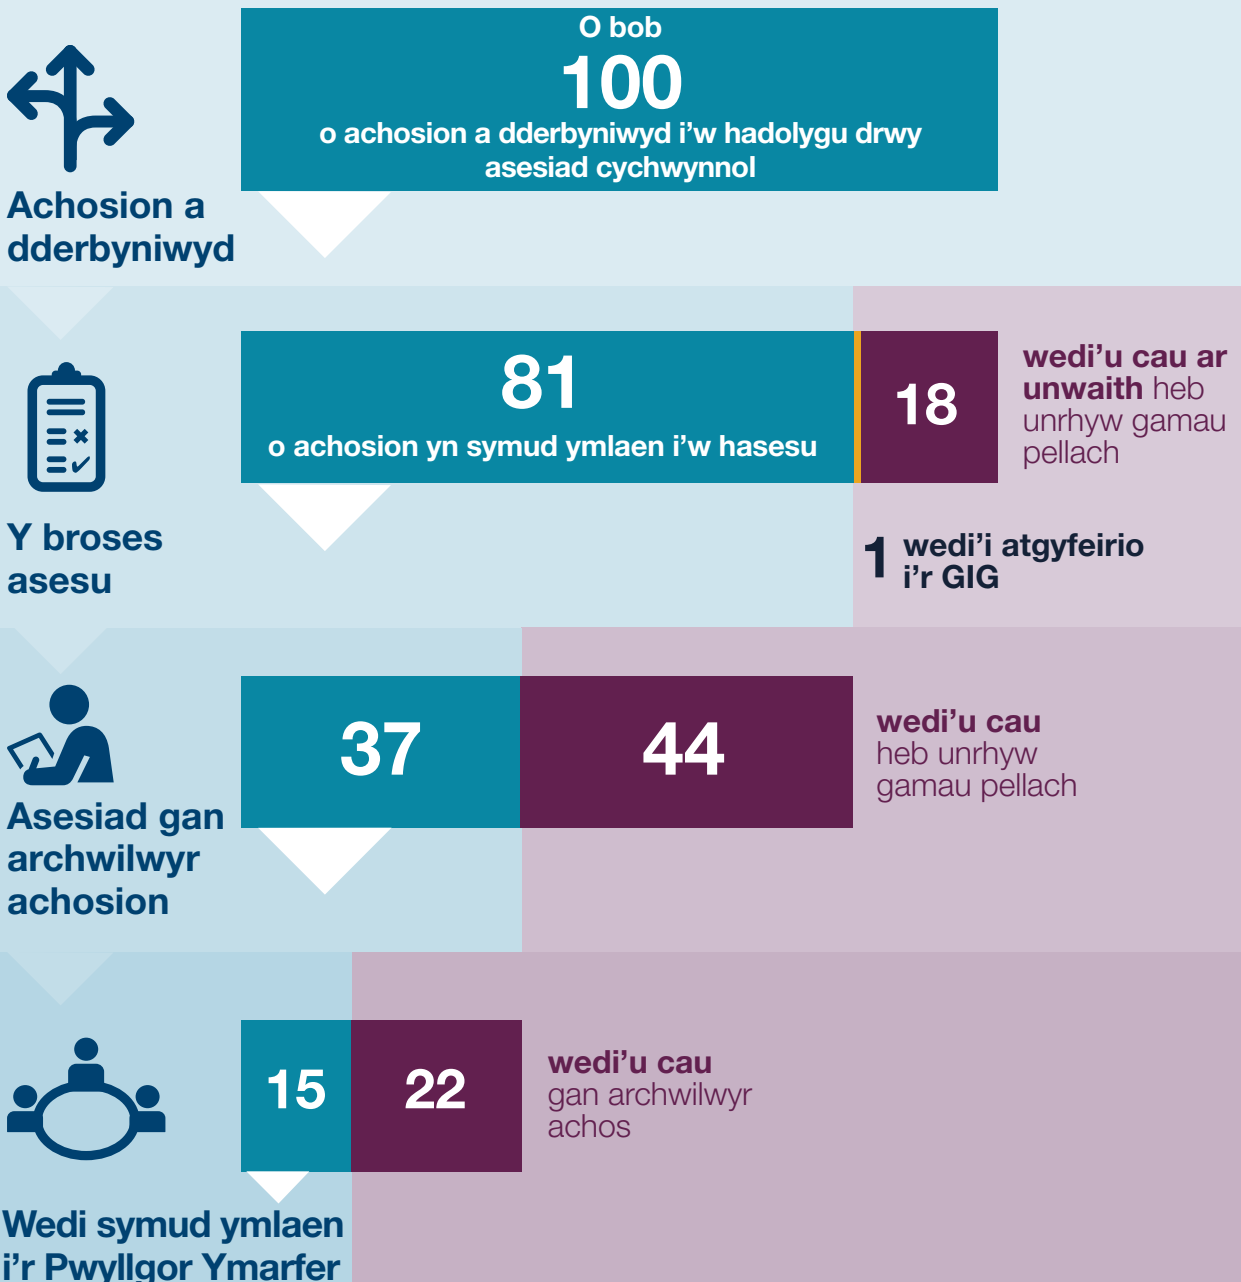 O bob
100
o achosion a dderbyniwyd i’w hadolygu drwy
asesiad cychwynnol
Achosion a
dderbyniwyd
81
o achosion yn symud ymlaen i’w hasesu
18
wedi’u cau ar
unwaith heb
unrhyw gamau
pellach
Y broses
asesu
1 wedi’i atgyfeirio
i’r GIG
37
44
wedi’u cau
heb unrhyw
gamau pellach
Asesiad gan
archwilwyr
achosion
15
22
wedi’u cau
gan archwilwyr
achos
Wedi symud ymlaen
i’r Pwyllgor Ymarfer